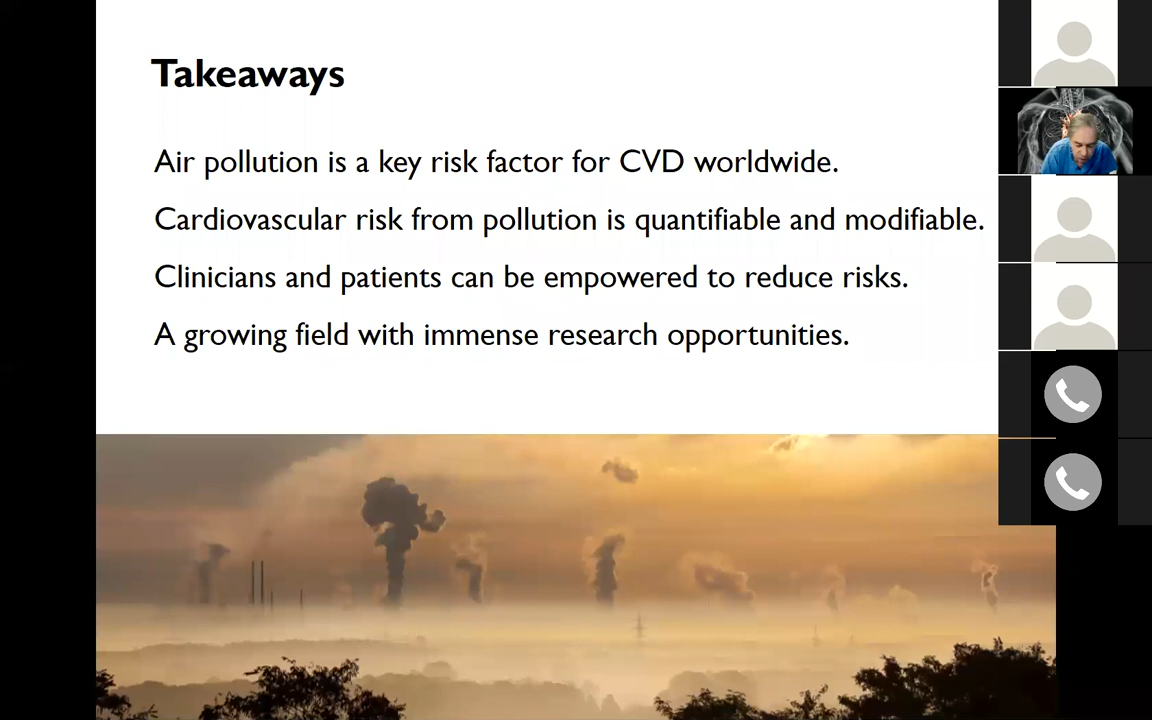 Takeaways
Air pollution is a key risk factor for CVD worldwide.
Cardiovascular risk from pollution is quantifiable and modifiable.
Clinicians and patients can be empowered to reduce risks.
A growing field with immense research opportunities.